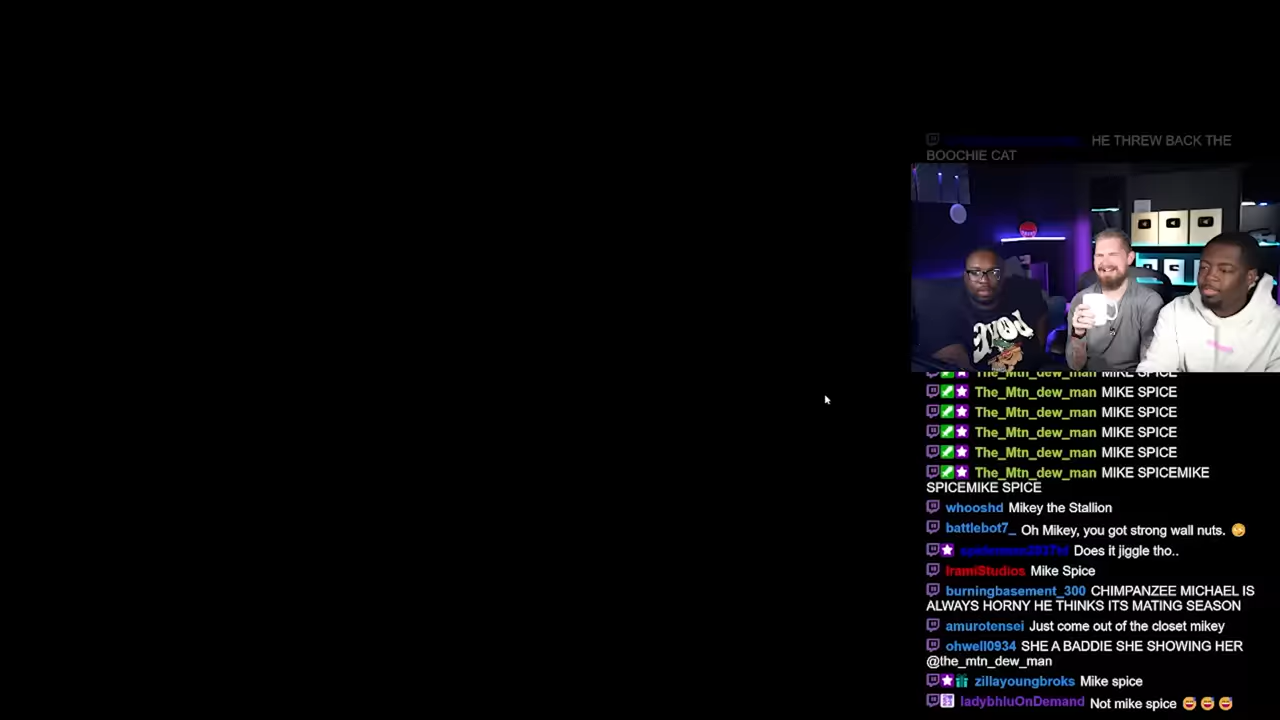 HE THREW BACK THE
BOOCHIE CAT
The_Mtn_dew_man MIKE SPICE
The_Mtn_dew_man MIKE SPICE
The_Mtn_dew_man MIKE SPICE
The_Mtn_dew_man MIKE SPICE
The_Mtn_dew_man MIKE SPICE
The_Mtn_dew_man MIKE SPICEMIKE
SPICEMIKE SPICE
whooshd Mikey the Stallion
battlebot7_ Oh Mikey, you got strong wall nuts.
Does it jiggle tho..
IramiStudios Mike Spice
burningbasement_300 CHIMPANZEE MICHAEL IS
ALWAYS HORNY HE THINKS ITS MATING SEASON
amurotensei Just come out of the closet mikey
ohwell0934 SHE A BADDIE SHE SHOWING HER
@the_mtn_dew_man
zillayoungbroks Mike spice
ladybhluOnDemand Not mike spice